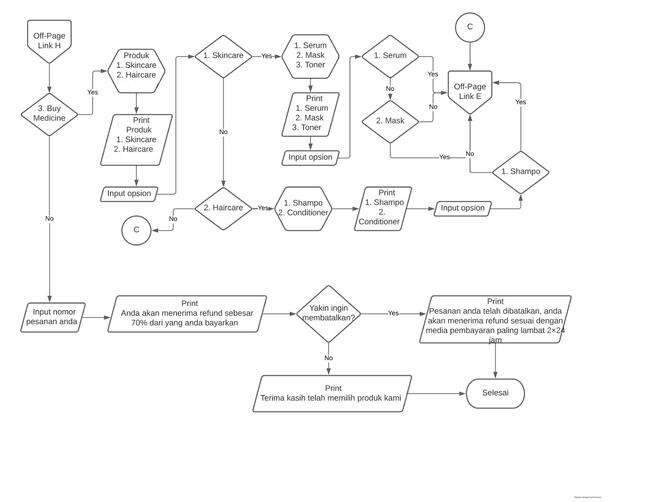 Off-Page
Link H
3. Buy
Medicine
Yes
No
Produk
1. Skincare
2. Haircare
Print
Produk
1. Skincare
2. Haircare
Input opsion
1. Skincare
Yes
No
1. Serum
2. Mask
3. Toner
Print
1. Serum
2. Mask
3. Toner
Input opsion
1. Serum
Yes
No
2. Mask
No
Yes
C
Off-Page
Link E
No
Yes
1. Shampo
2. Haircare
No
C
Yes
1. Shampo
2. Conditioner
Print
1. Shampo
2.
Conditioner
Input opsion
Input nomor
pesanan anda
Print
Anda akan menerima refund sebesar
70% dari yang anda bayarkan
Yakin ingin
membatalkan?
Yes
No
Print
Pesanan anda telah dibatalkan, anda
akan menerima refund sesuai dengan
media pembayaran paling lambat 2×24
jam
Print
Terima kasih telah memilih produk kami
Selesai